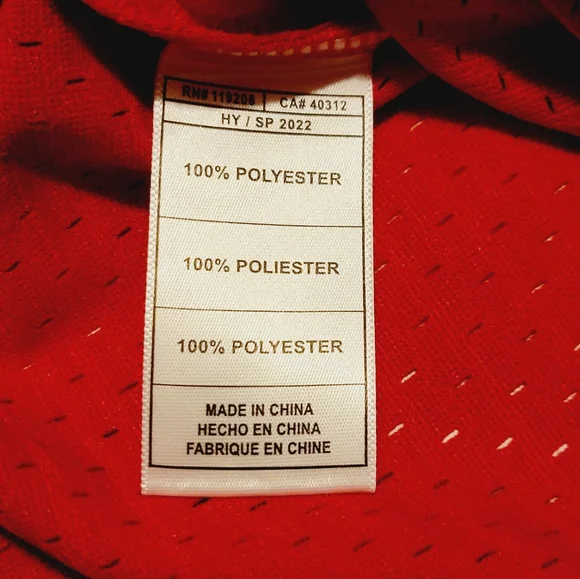 RN# 119208 CA# 40312
HY / SP 2022
100% POLYESTER
100% POLIESTER
100% POLYESTER
MADE IN CHINA
HECHO EN CHINA
FABRIQUE EN CHINE